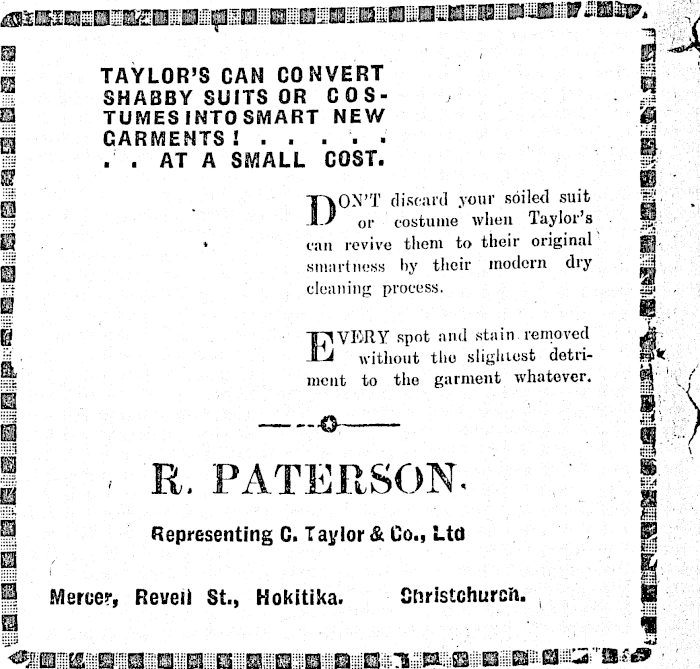 TAYLOR'S CAN CONVERT
SHABBY SUITS OR COS-
TUMES INTO SMART NEW
GARMENTS! . . . . .
. . AT A SMALL COST.
DON'T discard your soiled suit
or costume when Taylor's
can revive them to their original
smartness by their modern dry
cleaning process.
EVERY spot and stain removed
without the slightest detri-
ment to the garment whatever.
R. PATERSON.
Representing C. Taylor & Co., Ltd
Mercer, Revell St., Hokitika. Christchurch.